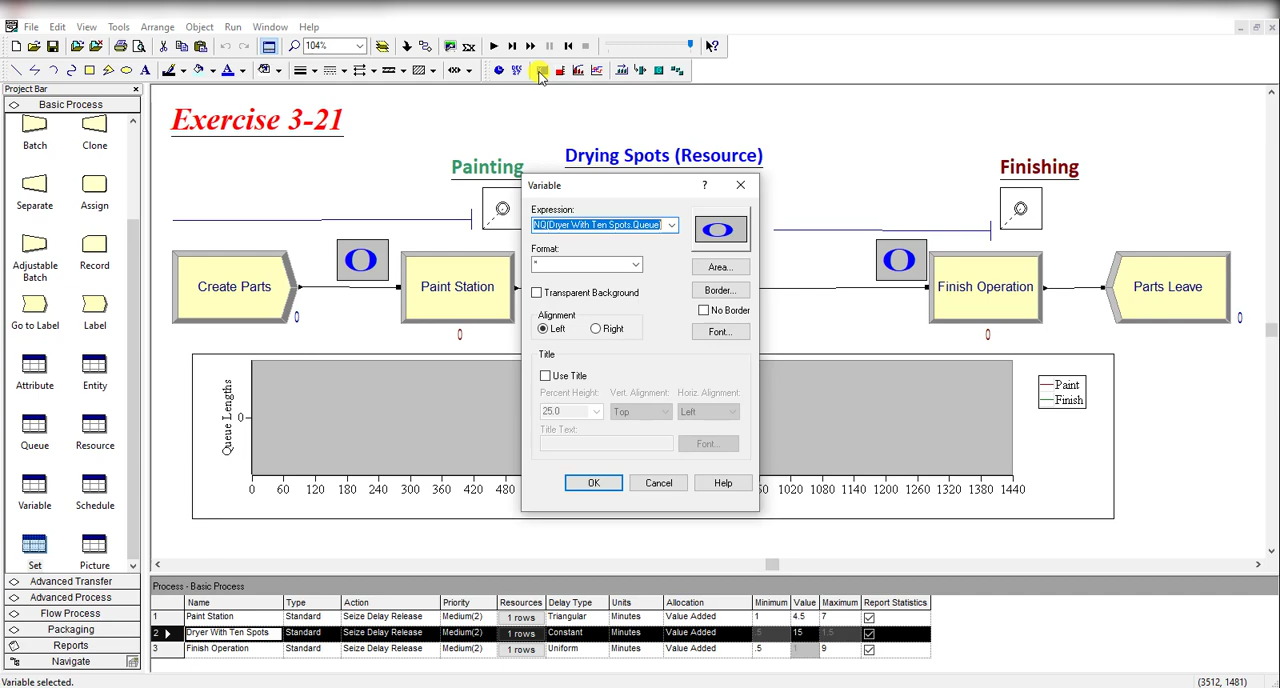 File Edit View Tools Arrange Object Run Window Help
104%
Project Bar
Basic Process
Batch Clone
Separate Assign
Adjustable Batch Record
Go to Label Label
Attribute Entity
Queue Resource
Variable Schedule
Set Picture
Advanced Transfer
Advanced Process
Flow Process
Packaging
Reports
Navigate
Exercise 3-21
Painting
Drying Spots (Resource)
Finishing
Create Parts
0
0
Paint Station
0
0
Finish Operation
0
Parts Leave
0
Variable
Expression:
NQ(Dryer With Ten Spots.Queue)
Format:
*
Transparent Background
Alignment
Left Right
Area...
Border...
No Border
Font...
Title
Use Title
Percent Height: Vert. Alignment: Horiz. Alignment:
25.0 Top Left
Title Text:
Font...
OK Cancel Help
Queue Lengths
0
0 60 120 180 240 300 360 420 480 1020 1080 1140 1200 1260 1320 1380 1440
Paint
Finish
Process - Basic Process
Name Type Action Priority Resources Delay Type Units Allocation Minimum Value Maximum Report Statistics
1 Paint Station Standard Seize Delay Release Medium(2) 1 rows Triangular Minutes Value Added 1 4.5 7
2 Dryer With Ten Spots Standard Seize Delay Release Medium(2) 1 rows Constant Minutes Value Added .5 15 1.5
3 Finish Operation Standard Seize Delay Release Medium(2) 1 rows Uniform Minutes Value Added .5 1 9
Variable selected.
(3512, 1481)